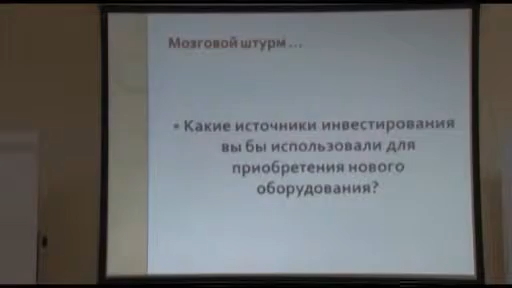 Мозговой штурм...
• Какие источники инвестирования
вы бы использовали для
приобретения нового
оборудования?